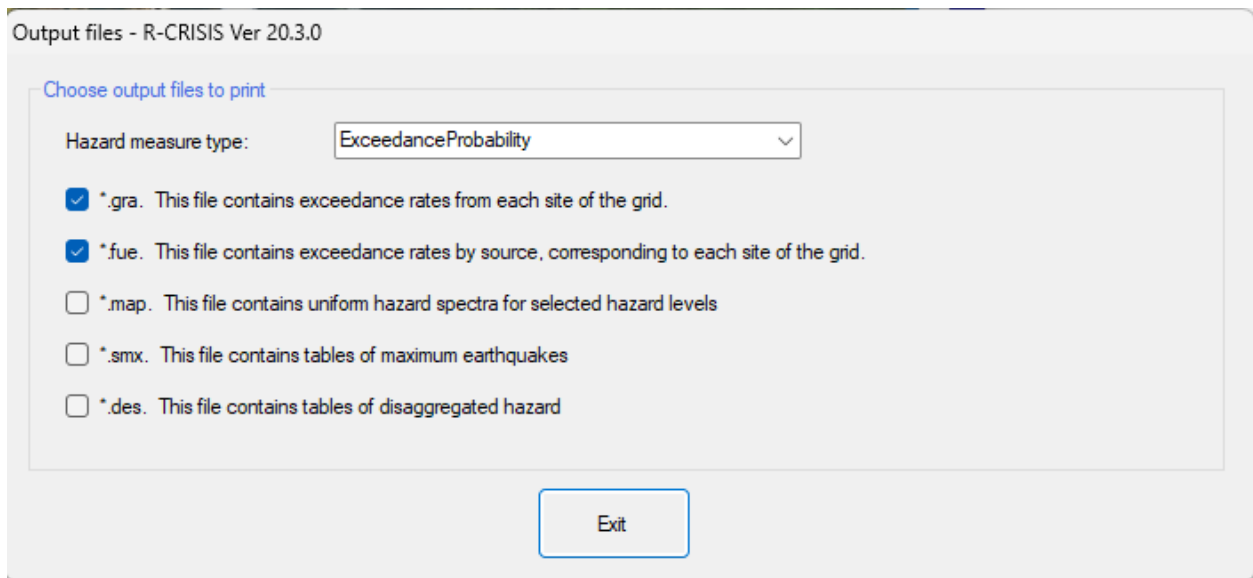 Output files - R-CRISIS Ver 20.3.0
Choose output files to print
Hazard measure type: ExceedanceProbability
*.gra. This file contains exceedance rates from each site of the grid.
*.fue. This file contains exceedance rates by source, corresponding to each site of the grid.
*.map. This file contains uniform hazard spectra for selected hazard levels
*.smx. This file contains tables of maximum earthquakes
*.des. This file contains tables of disaggregated hazard
Exit